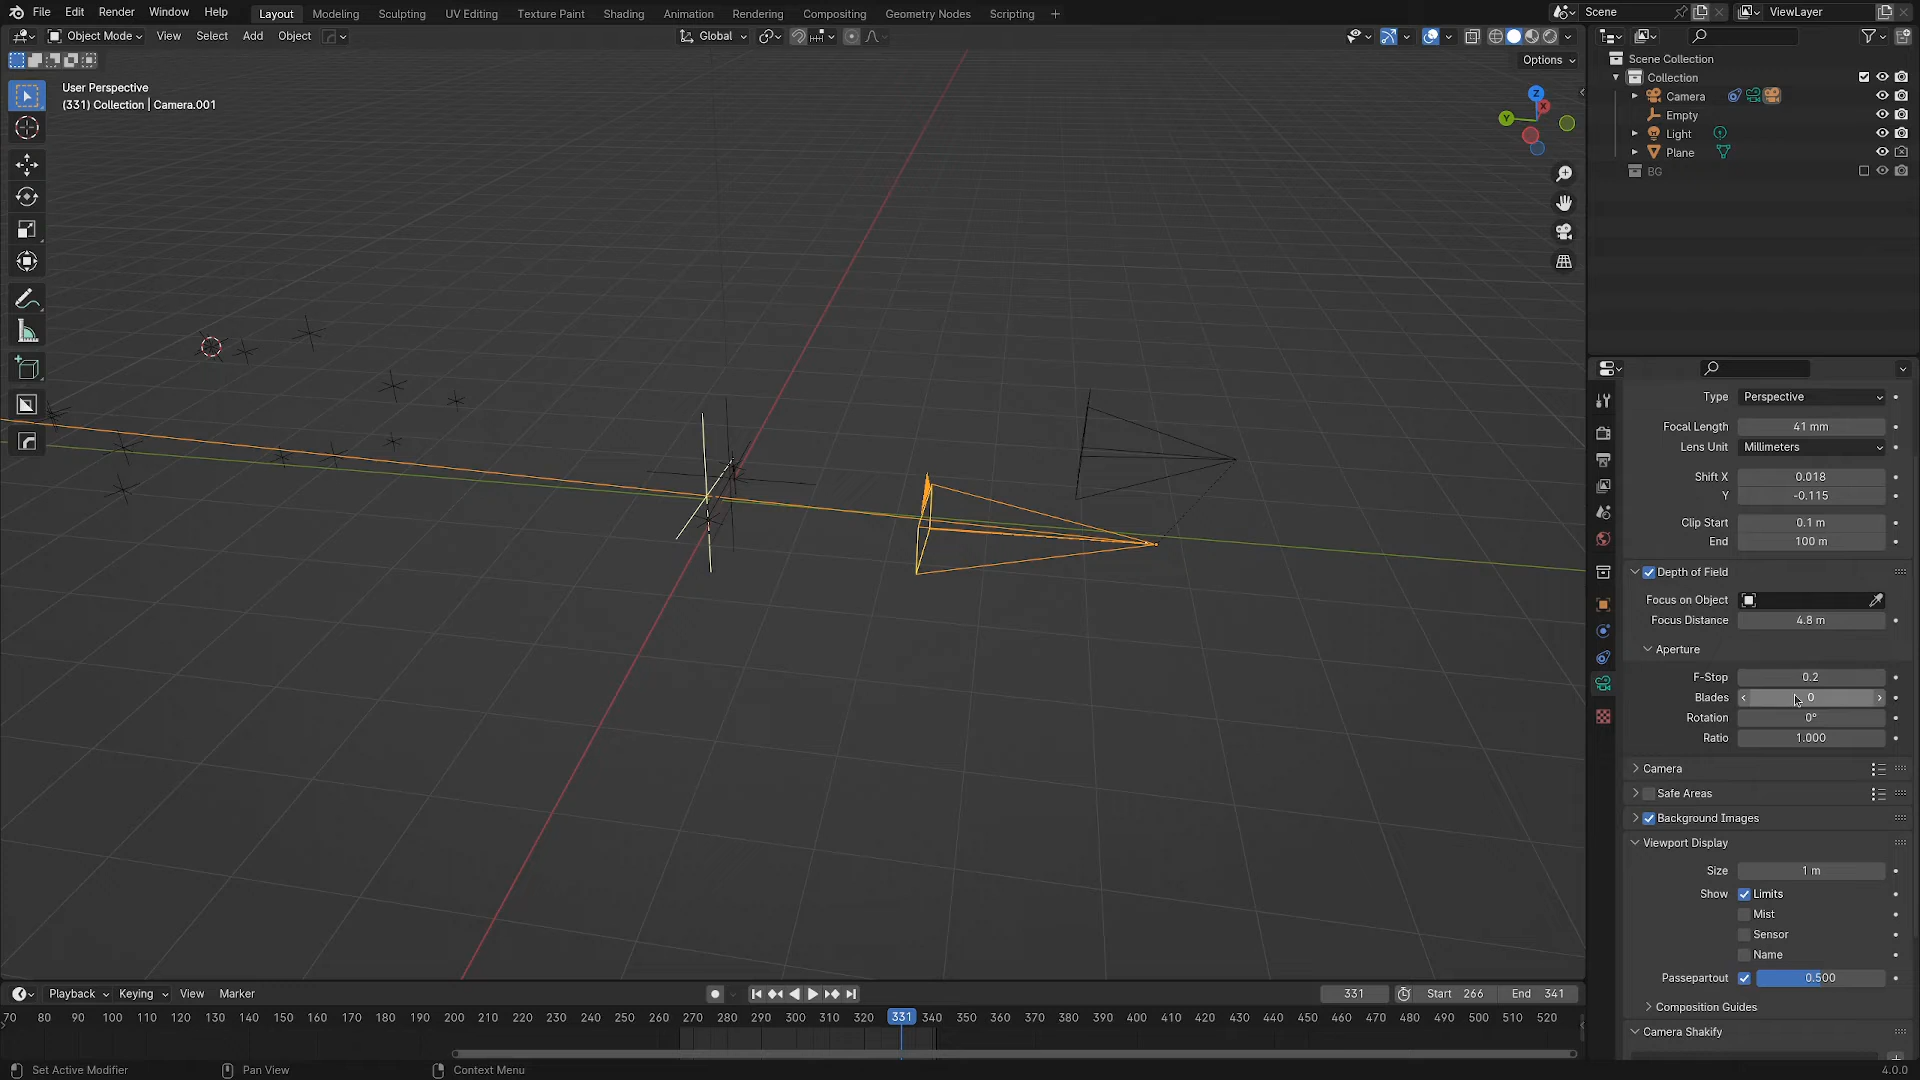 File Edit Render Window Help Layout Modeling Sculpting UV Editing Texture Paint Shading Animation Rendering Compositing Geometry Nodes Scripting + Scene ViewLayer
Object Mode View Select Add Object Global
Options
User Perspective
(331) Collection | Camera.001
Z
X
Y
Scene Collection
Collection
Camera
Empty
Light
Plane
BG
Type Perspective
Focal Length 41 mm
Lens Unit Millimeters
Shift X 0.018
Y -0.115
Clip Start 0.1 m
End 100 m
Depth of Field
Focus on Object
Focus Distance 4.8 m
Aperture
F-Stop 0.2
Blades 0
Rotation 0°
Ratio 1.000
Camera
Safe Areas
Background Images
Viewport Display
Size 1 m
Show Limits
Mist
Sensor
Name
Passepartout 0.500
Composition Guides
Camera Shakify
Playback Keying View Marker 331 Start 266 End 341
70 80 90 100 110 120 130 140 150 160 170 180 190 200 210 220 230 240 250 260 270 280 290 300 310 320 331 340 350 360 370 380 390 400 410 420 430 440 450 460 470 480 490 500 510 520
Set Active Modifier Pan View Context Menu 4.0.0